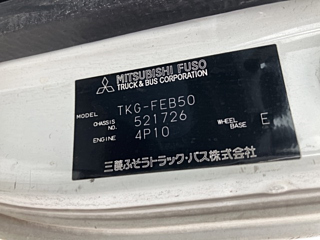 MITSUBISHI FUSO
TRUCK & BUS CORPORATION
MODEL TKG-FEB50
CHASSIS NO. 521726 WHEEL BASE E
ENGINE 4P10
三菱ふそうトラック・バス株式会社